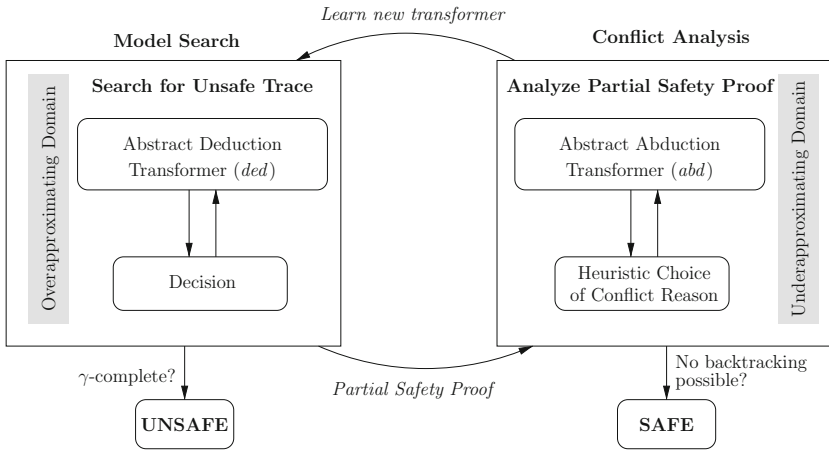 Learn new transformer
Model Search
Conflict Analysis
Search for Unsafe Trace
Overapproximating Domain
Abstract Deduction
Transformer (ded)
Decision
Analyze Partial Safety Proof
Abstract Abduction
Transformer (abd)
Heuristic Choice
of Conflict Reason
Underapproximating Domain
γ-complete?
Partial Safety Proof
No backtracking
possible?
UNSAFE
SAFE